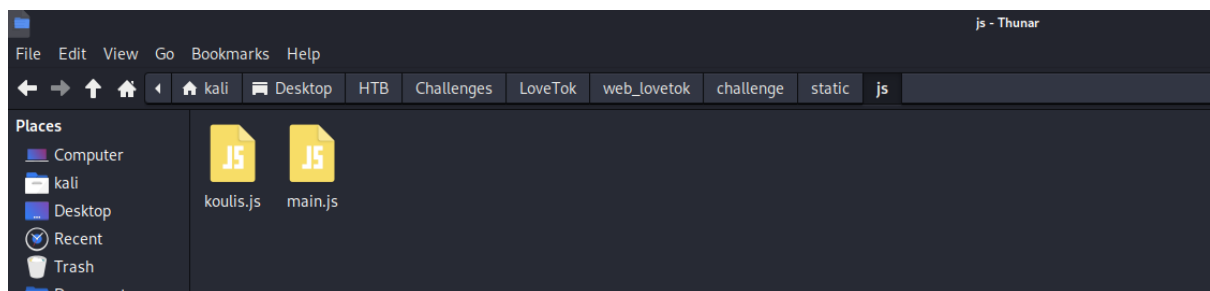 js - Thunar
File Edit View Go Bookmarks Help
kali Desktop HTB Challenges LoveTok web_lovetok challenge static js
Places
Computer
kali
Desktop
Recent
Trash
JS JS
koulis.js main.js